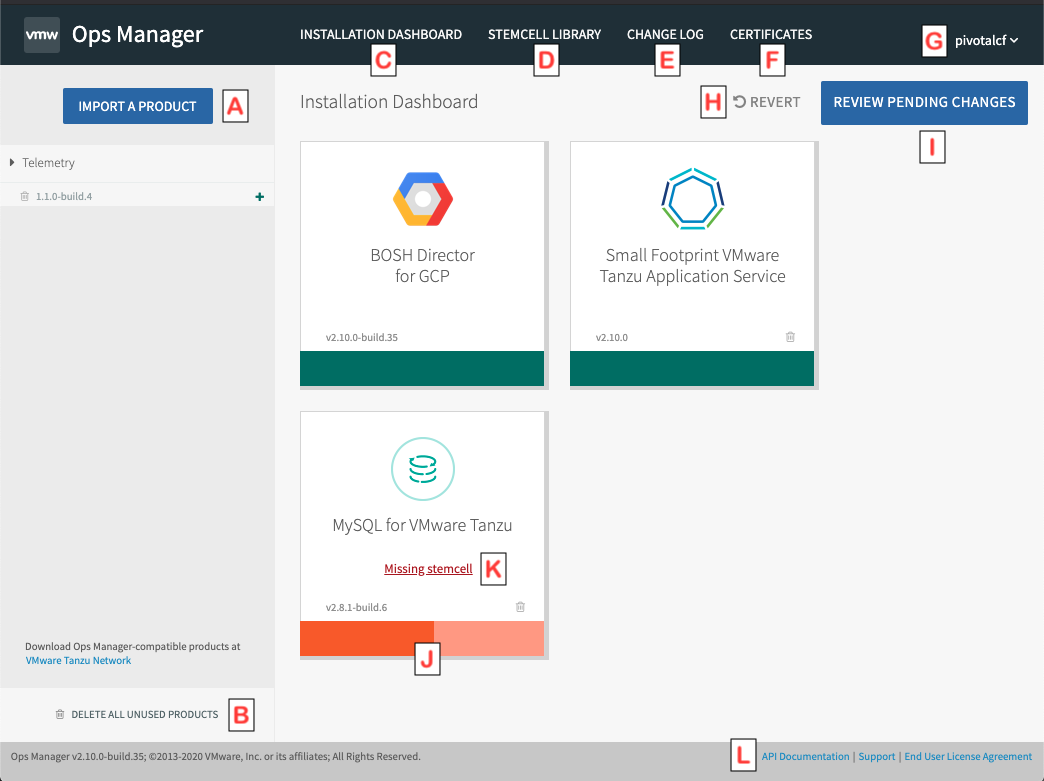 vmw Ops Manager INSTALLATION DASHBOARD STEMCELL LIBRARY CHANGE LOG CERTIFICATES G pivotalcf
C D E F
IMPORT A PRODUCT A
Installation Dashboard H REVERT REVIEW PENDING CHANGES
I
Telemetry
1.1.0-build.4
BOSH Director
for GCP
v2.10.0-build.35
Small Footprint VMware
Tanzu Application Service
v2.10.0
MySQL for VMware Tanzu
Missing stemcell K
v2.8.1-build.6
J
Download Ops Manager-compatible products at
VMware Tanzu Network
DELETE ALL UNUSED PRODUCTS B
Ops Manager v2.10.0-build.35; ©2013-2020 VMware, Inc. or its affiliates; All Rights Reserved. L API Documentation | Support | End User License Agreement